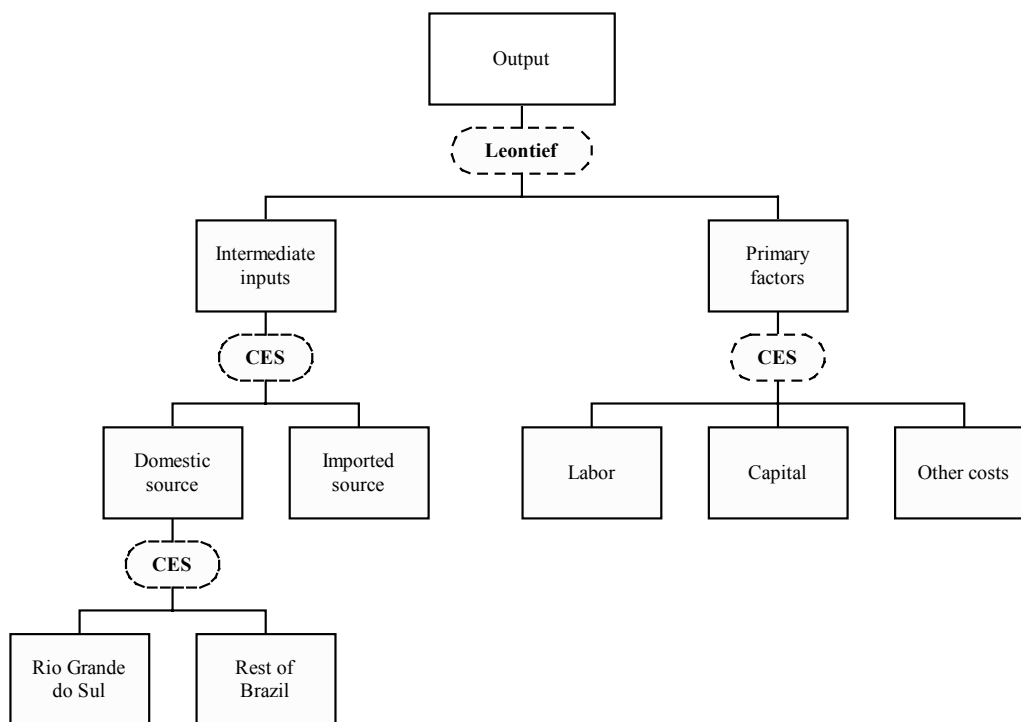 Output
Leontief
Intermediate
inputs
Primary
factors
CES
CES
Domestic
source
Imported
source
Labor
Capital
Other costs
CES
Rio Grande
do Sul
Rest of
Brazil